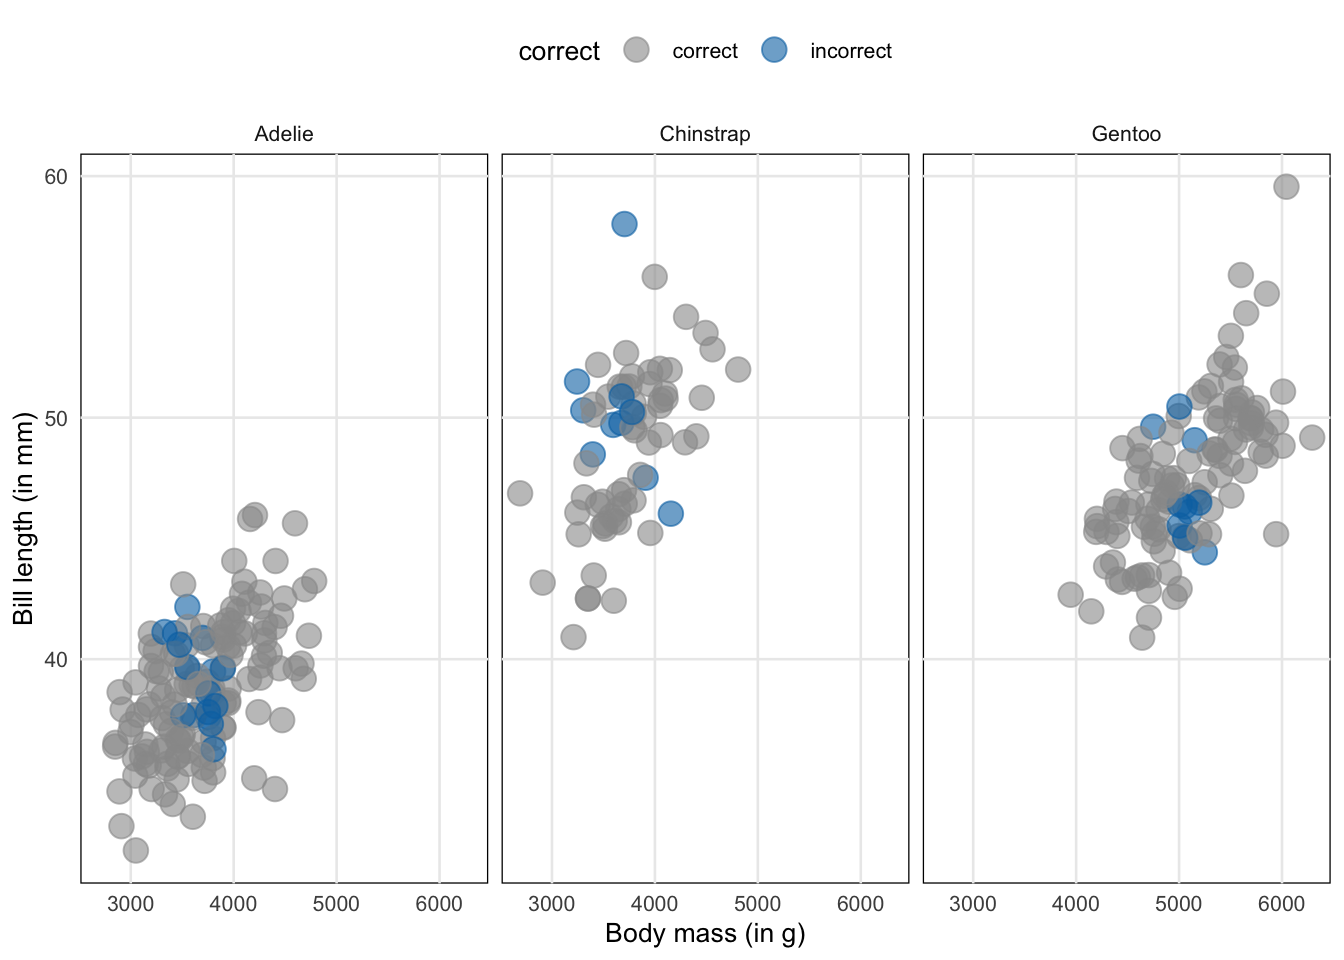 correct correct incorrect
Adelie Chinstrap Gentoo
60
50
40
Bill length (in mm)
3000 4000 5000 6000 3000 4000 5000 6000 3000 4000 5000 6000
Body mass (in g)